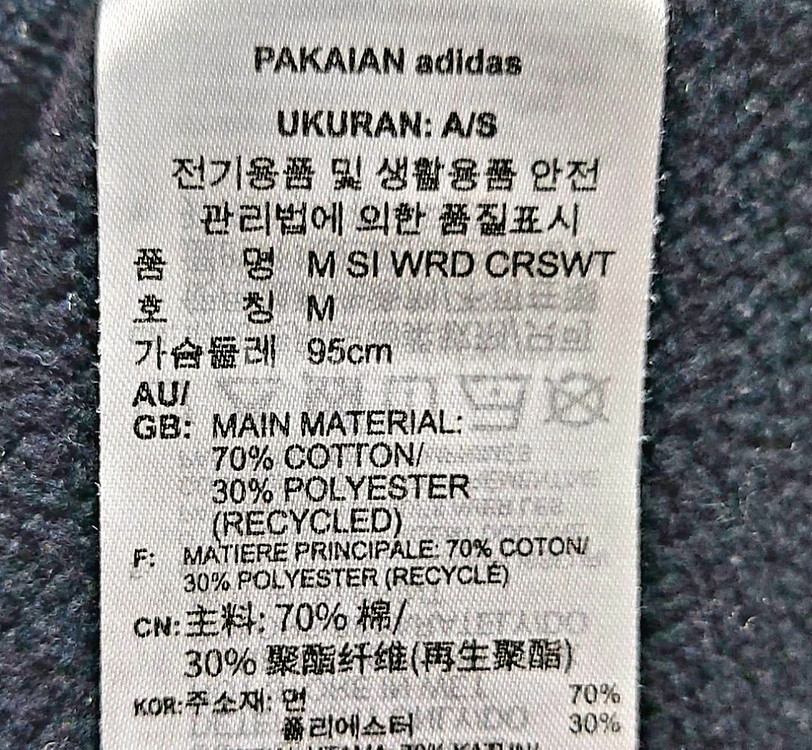 PAKAIAN adidas
UKURAN: A/S
전기용품 및 생활용품 안전
관리법에 의한 품질표시
품 명 M SI WRD CRSWT
호 칭 M
가슴둘레 95cm
AU/
GB: MAIN MATERIAL:
70% COTTON/
30% POLYESTER
(RECYCLED)
F: MATIERE PRINCIPALE: 70% COTON/
30% POLYESTER (RECYCLÉ)
CN: 主料: 70% 棉/
30% 聚酯纤维(再生聚酯)
KOR: 주소재: 면 70%
폴리에스터 30%
UTAMA: 70% KATUN/